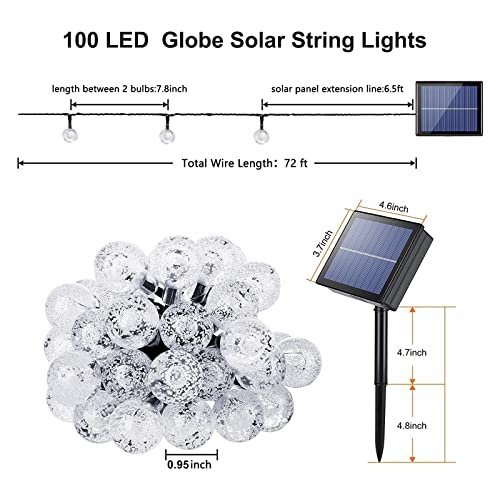 100 LED Globe Solar String Lights
length between 2 bulbs:7.8inch
solar panel extension line:6.5ft
Total Wire Length: 72 ft
4.6inch
3.7inch
4.7inch
4.8inch
0.95inch